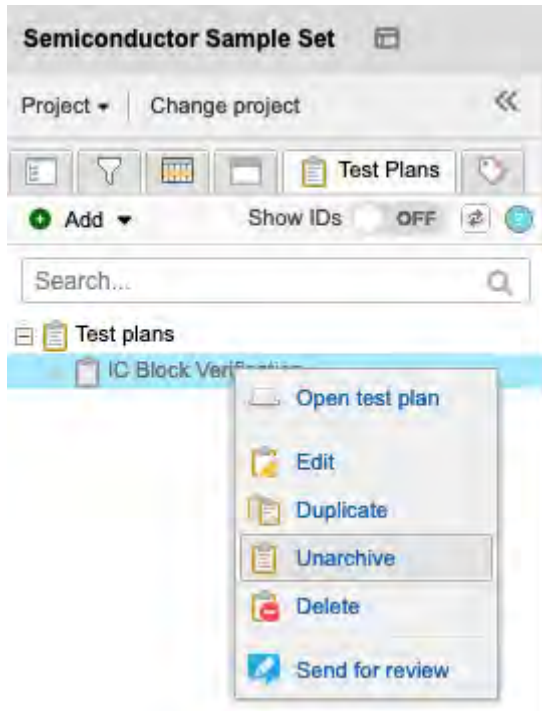 Semiconductor Sample Set
Project Change project
Test Plans
Add Show IDs OFF
Search...
Test plans
IC Block Verification
Open test plan
Edit
Duplicate
Unarchive
Delete
Send for review